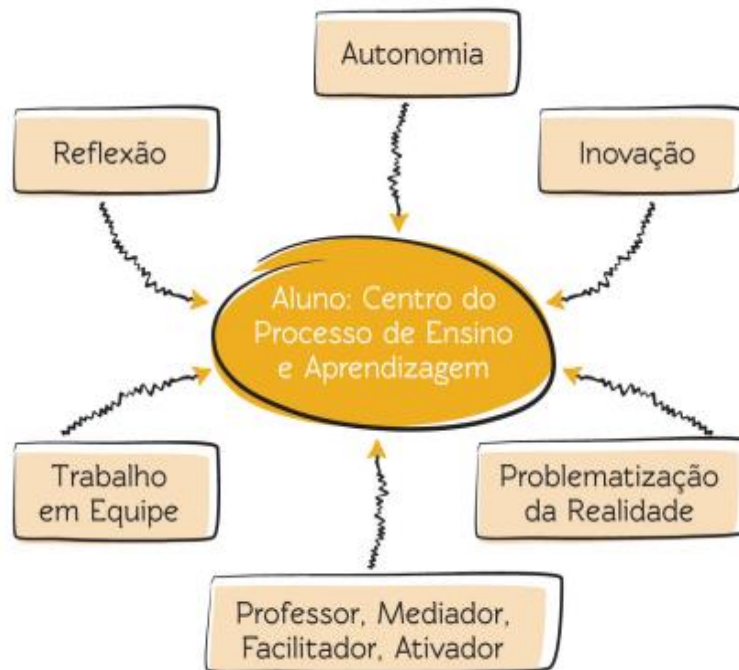 Autonomia
Reflexão
Inovação
Aluno: Centro do
Processo de Ensino
e Aprendizagem
Trabalho
em Equipe
Problematização
da Realidade
Professor, Mediador,
Facilitador, Ativador